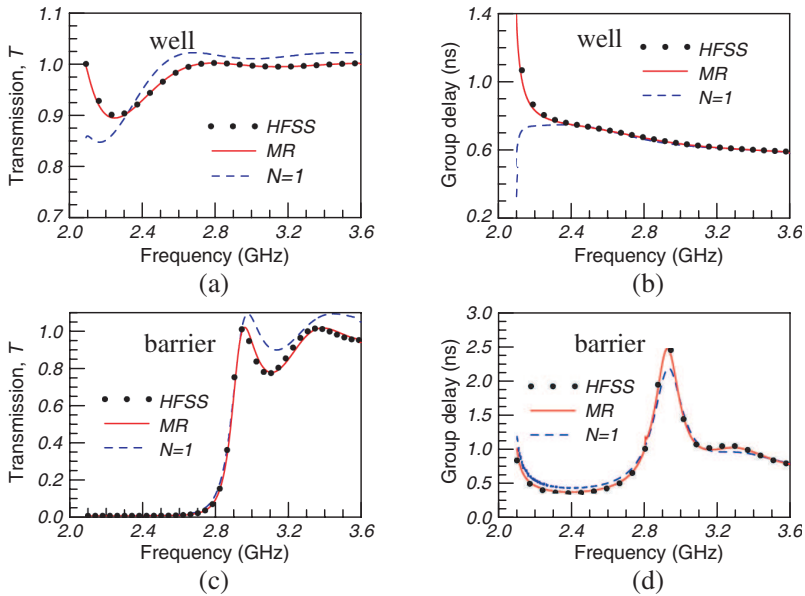 1.1
1.0
0.9
0.8
0.7
Transmission, T
well
HFSS
MR
N=1
2.0 2.4 2.8 3.2 3.6
Frequency (GHz)
(a)
1.4
1.0
0.6
0.2
Group delay (ns)
well
HFSS
MR
N=1
2.0 2.4 2.8 3.2 3.6
Frequency (GHz)
(b)
1.0
0.8
0.6
0.4
0.2
0.0
Transmission, T
barrier
HFSS
MR
N=1
2.0 2.4 2.8 3.2 3.6
Frequency (GHz)
(c)
3.0
2.5
2.0
1.5
1.0
0.5
0.0
Group delay (ns)
barrier
HFSS
MR
N=1
2.0 2.4 2.8 3.2 3.6
Frequency (GHz)
(d)